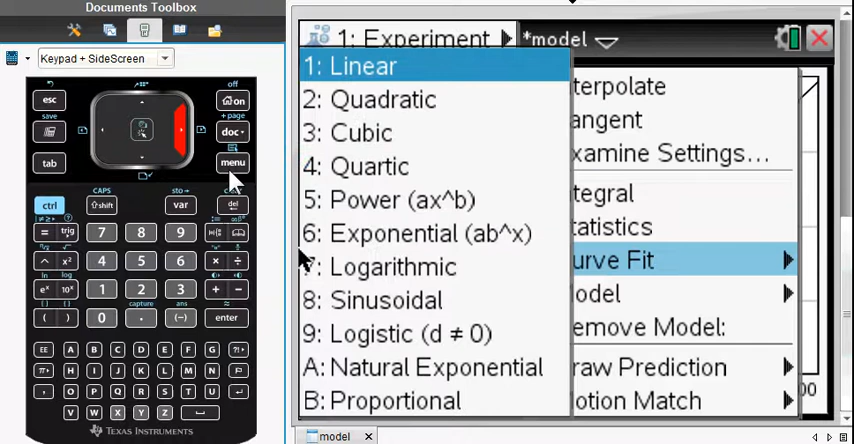 Documents Toolbox
Keypad + SideScreen
off
esc
on
save
+ page
doc
tab
menu
CAPS
sto→
clear
ctrl
shift
var
del
= trig 7 8 9
^ x² 4 5 6 × ÷
ln log
eˣ 10ˣ 1 2 3 + −
capture ans
( ) 0 . (−) enter
EE A B C D E F G ?!
π H I J K L M N
, O P Q R S T U
V W X Y Z
TEXAS INSTRUMENTS
1: Experiment *model
1: Linear
2: Quadratic
3: Cubic
4: Quartic
5: Power (ax^b)
6: Exponential (ab^x)
7: Logarithmic
8: Sinusoidal
9: Logistic (d ≠ 0)
A: Natural Exponential
B: Proportional
terpolate
angent
xamine Settings...
tegral
tatistics
urve Fit
odel
emove Model:
raw Prediction
otion Match
00
model